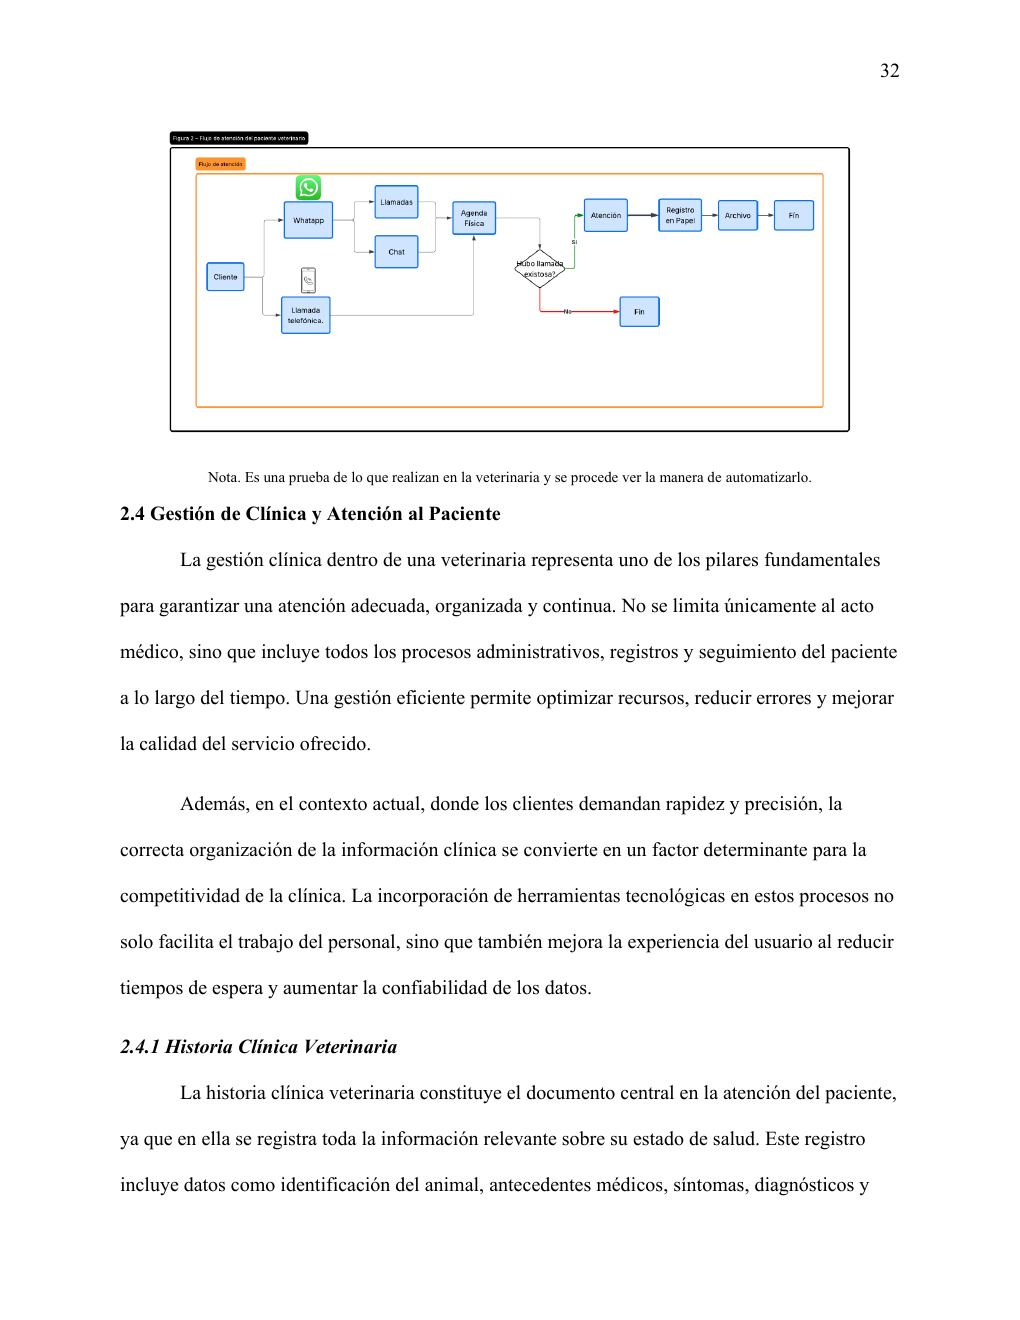 32
Figura 2 – Flujo de atención del paciente veterinario
Flujo de atención
Whatapp
Llamadas
Chat
Agenda
Física
Cliente
Llamada
telefónica.
Hubo llamada
existosa?
Si
No
Atención
Registro
en Papel
Archivo
Fín
Fin
Nota. Es una prueba de lo que realizan en la veterinaria y se procede ver la manera de automatizarlo.
2.4 Gestión de Clínica y Atención al Paciente
La gestión clínica dentro de una veterinaria representa uno de los pilares fundamentales
para garantizar una atención adecuada, organizada y continua. No se limita únicamente al acto
médico, sino que incluye todos los procesos administrativos, registros y seguimiento del paciente
a lo largo del tiempo. Una gestión eficiente permite optimizar recursos, reducir errores y mejorar
la calidad del servicio ofrecido.
Además, en el contexto actual, donde los clientes demandan rapidez y precisión, la
correcta organización de la información clínica se convierte en un factor determinante para la
competitividad de la clínica. La incorporación de herramientas tecnológicas en estos procesos no
solo facilita el trabajo del personal, sino que también mejora la experiencia del usuario al reducir
tiempos de espera y aumentar la confiabilidad de los datos.
2.4.1 Historia Clínica Veterinaria
La historia clínica veterinaria constituye el documento central en la atención del paciente,
ya que en ella se registra toda la información relevante sobre su estado de salud. Este registro
incluye datos como identificación del animal, antecedentes médicos, síntomas, diagnósticos y